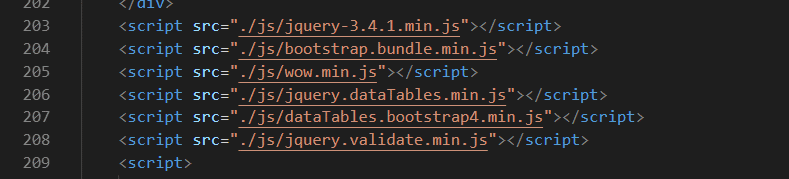 202 </div>
203 <script src="./js/jquery-3.4.1.min.js"></script>
204 <script src="./js/bootstrap.bundle.min.js"></script>
205 <script src="./js/wow.min.js"></script>
206 <script src="./js/jquery.dataTables.min.js"></script>
207 <script src="./js/dataTables.bootstrap4.min.js"></script>
208 <script src="./js/jquery.validate.min.js"></script>
209 <script>